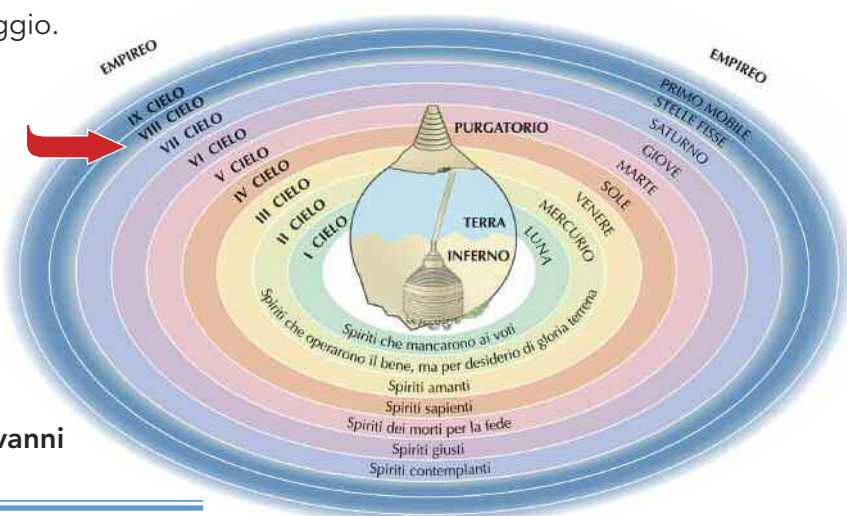 ggio.
EMPIREO
EMPIREO
IX CIELO
VIII CIELO
VII CIELO
VI CIELO
V CIELO
IV CIELO
III CIELO
II CIELO
I CIELO
PRIMO MOBILE
STELLE FISSE
SATURNO
GIOVE
MARTE
SOLE
VENERE
MERCURIO
LUNA
PURGATORIO
TERRA
INFERNO
Spiriti che mancarono ai voti
Spiriti che operarono il bene, ma per desiderio di gloria terrena
Spiriti amanti
Spiriti sapienti
Spiriti dei morti per la fede
Spiriti giusti
Spiriti contemplanti
vanni